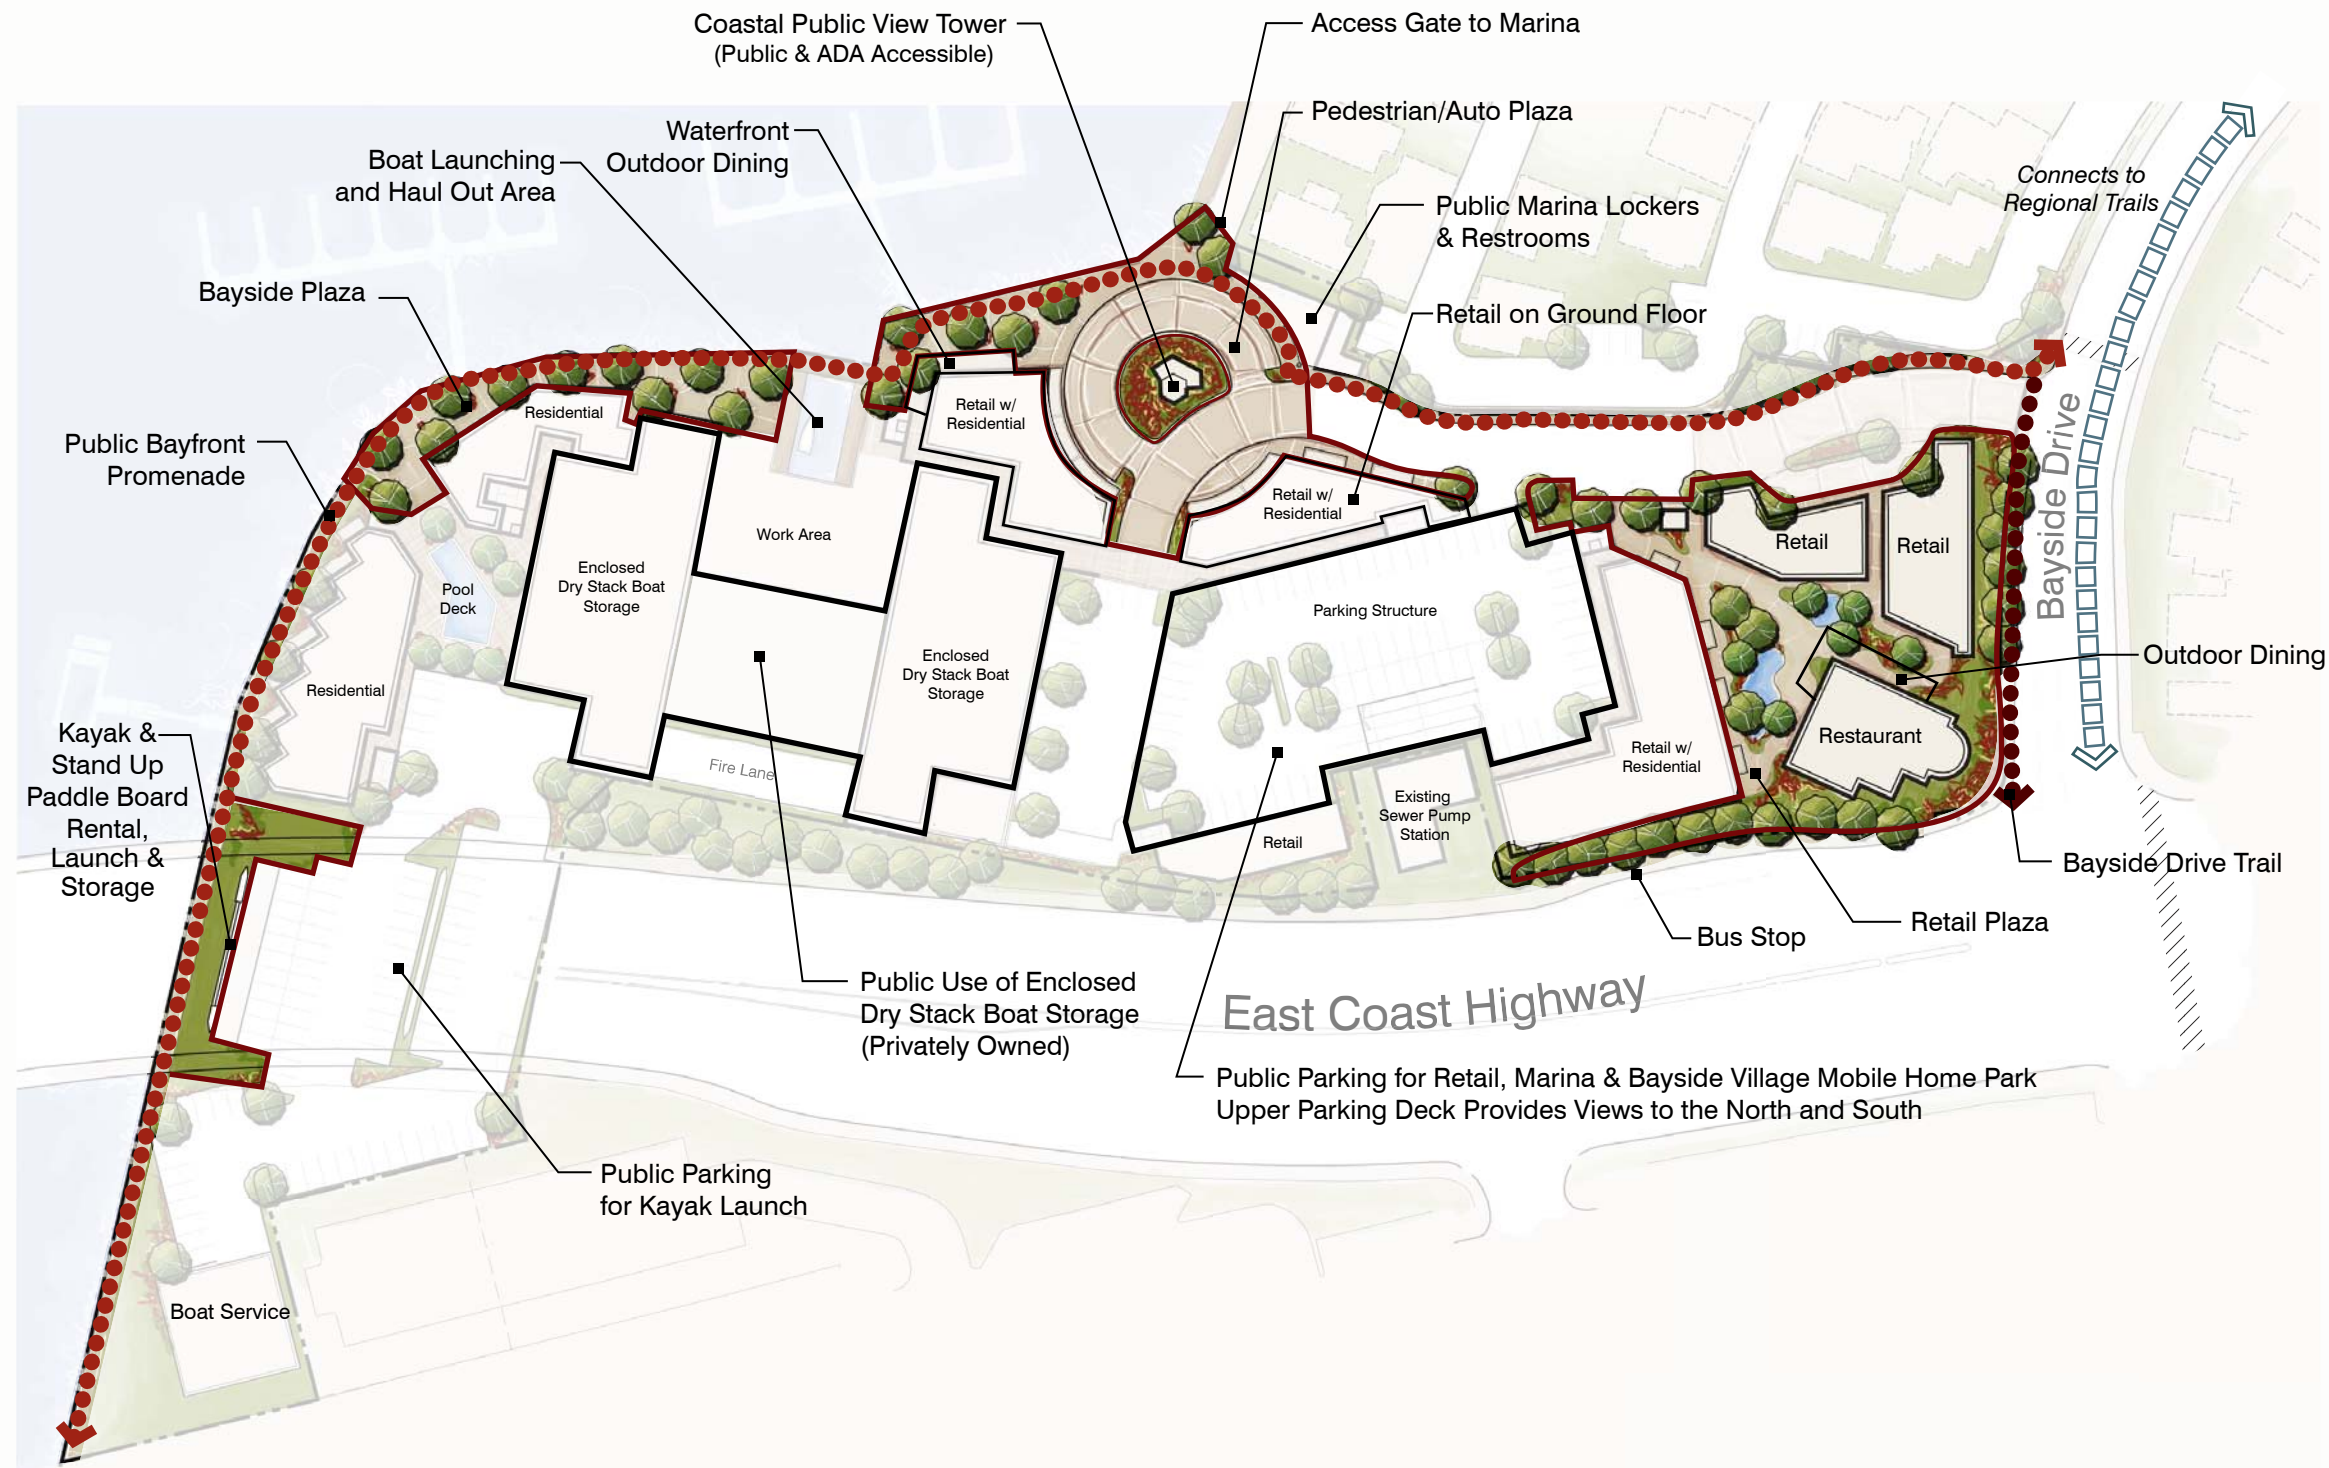 Coastal Public View Tower
(Public & ADA Accessible)
Access Gate to Marina
Pedestrian/Auto Plaza
Waterfront
Outdoor Dining
Boat Launching
and Haul Out Area
Connects to
Regional Trails
Public Marina Lockers
& Restrooms
Bayside Plaza
Retail on Ground Floor
Public Bayfront
Promenade
Residential
Retail w/
Residential
Retail w/
Residential
Work Area
Retail
Retail
Bayside Drive
Enclosed
Dry Stack Boat
Storage
Pool
Deck
Parking Structure
Residential
Enclosed
Dry Stack Boat
Storage
Outdoor Dining
Kayak &
Stand Up
Paddle Board
Rental,
Launch &
Storage
Fire Lane
Retail w/
Residential
Restaurant
Existing
Sewer Pump
Station
Retail
Bayside Drive Trail
Retail Plaza
Bus Stop
Public Use of Enclosed
Dry Stack Boat Storage
(Privately Owned)
East Coast Highway
Public Parking for Retail, Marina & Bayside Village Mobile Home Park
Upper Parking Deck Provides Views to the North and South
Public Parking
for Kayak Launch
Boat Service